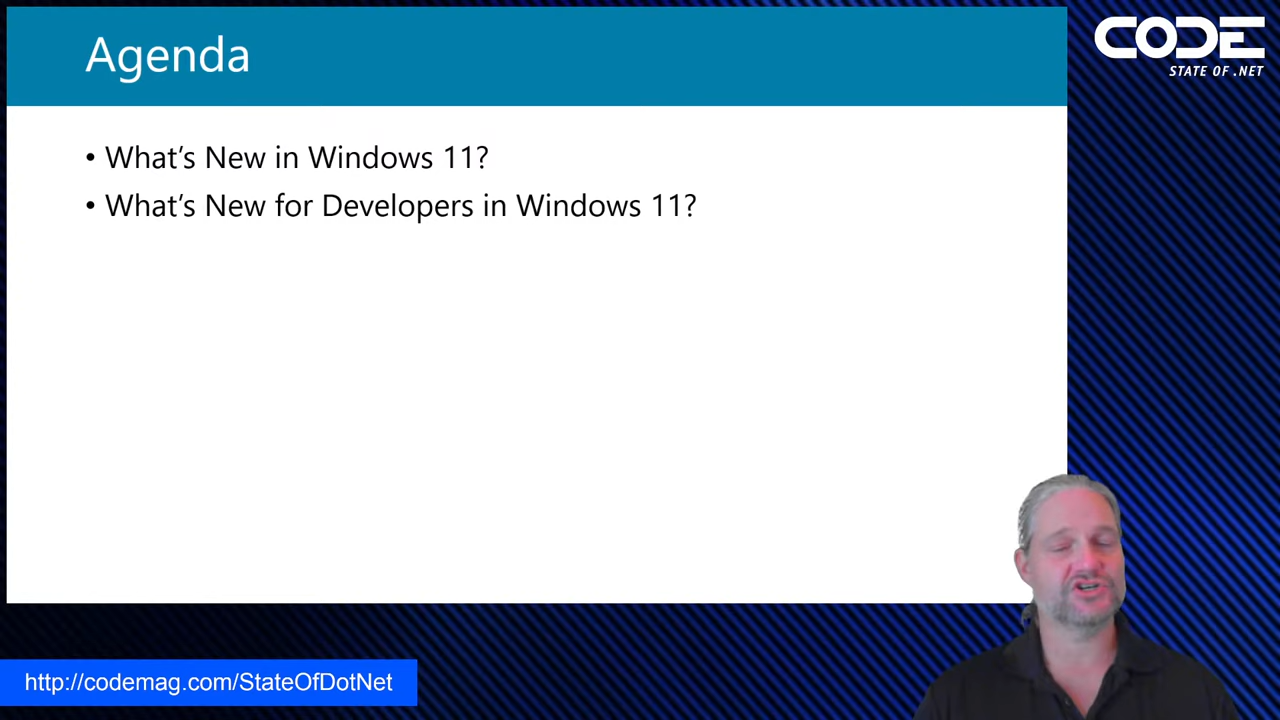 Agenda
• What's New in Windows 11?
• What's New for Developers in Windows 11?
CODE
STATE OF .NET
http://codemag.com/StateOfDotNet